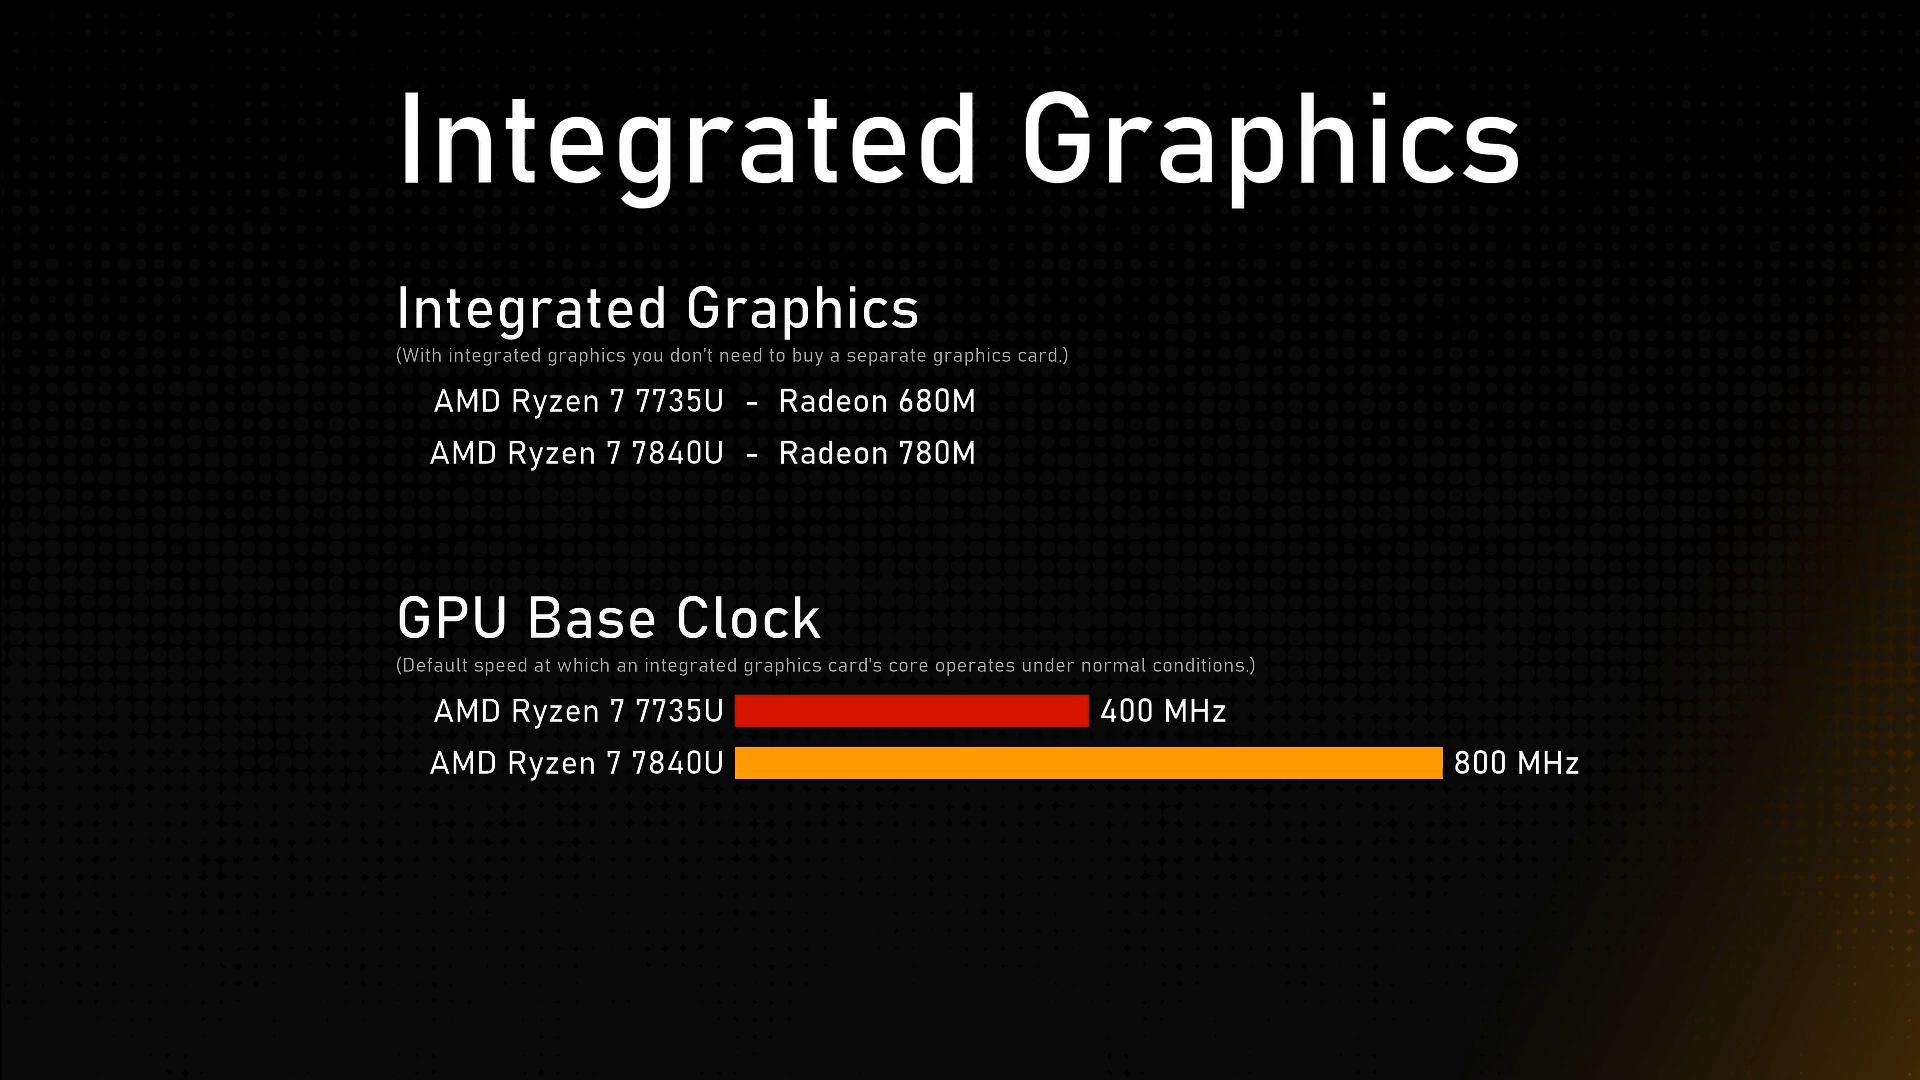 Integrated Graphics
Integrated Graphics
(With integrated graphics you don't need to buy a separate graphics card.)
AMD Ryzen 7 7735U - Radeon 680M
AMD Ryzen 7 7840U - Radeon 780M
GPU Base Clock
(Default speed at which an integrated graphics card's core operates under normal conditions.)
AMD Ryzen 7 7735U 400 MHz
AMD Ryzen 7 7840U 800 MHz